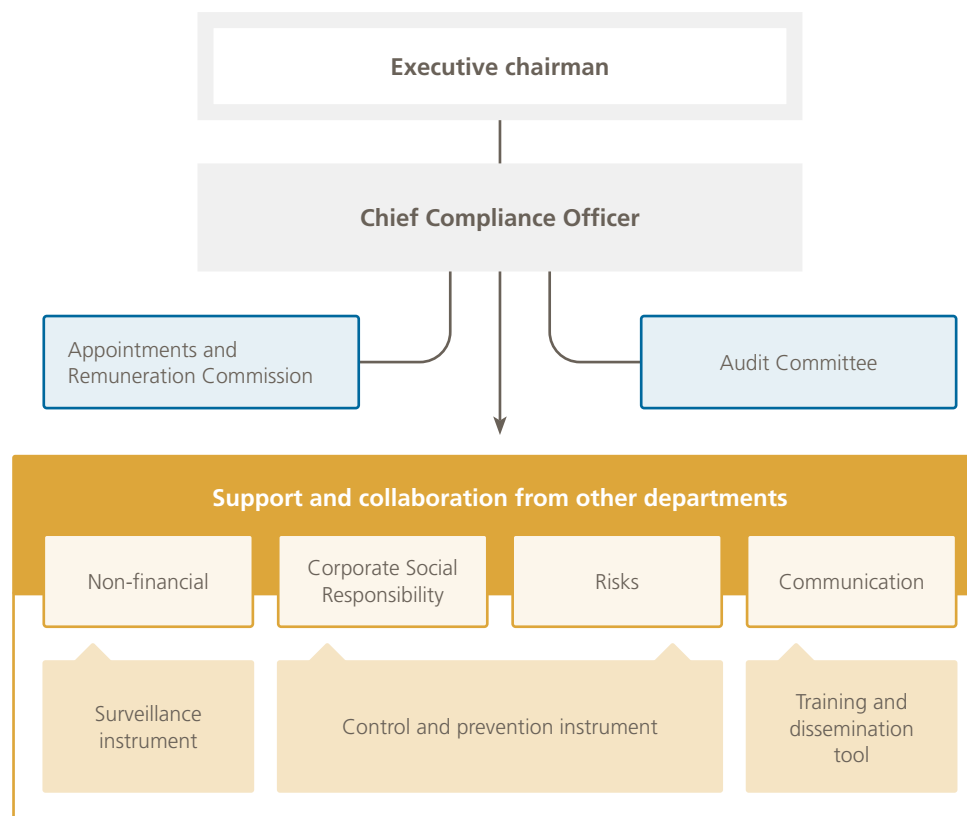 Executive chairman
Chief Compliance Officer
Appointments and
Remuneration Commission
Audit Committee
Support and collaboration from other departments
Non-financial
Corporate Social
Responsibility
Risks
Communication
Surveillance
instrument
Control and prevention instrument
Training and
dissemination
tool